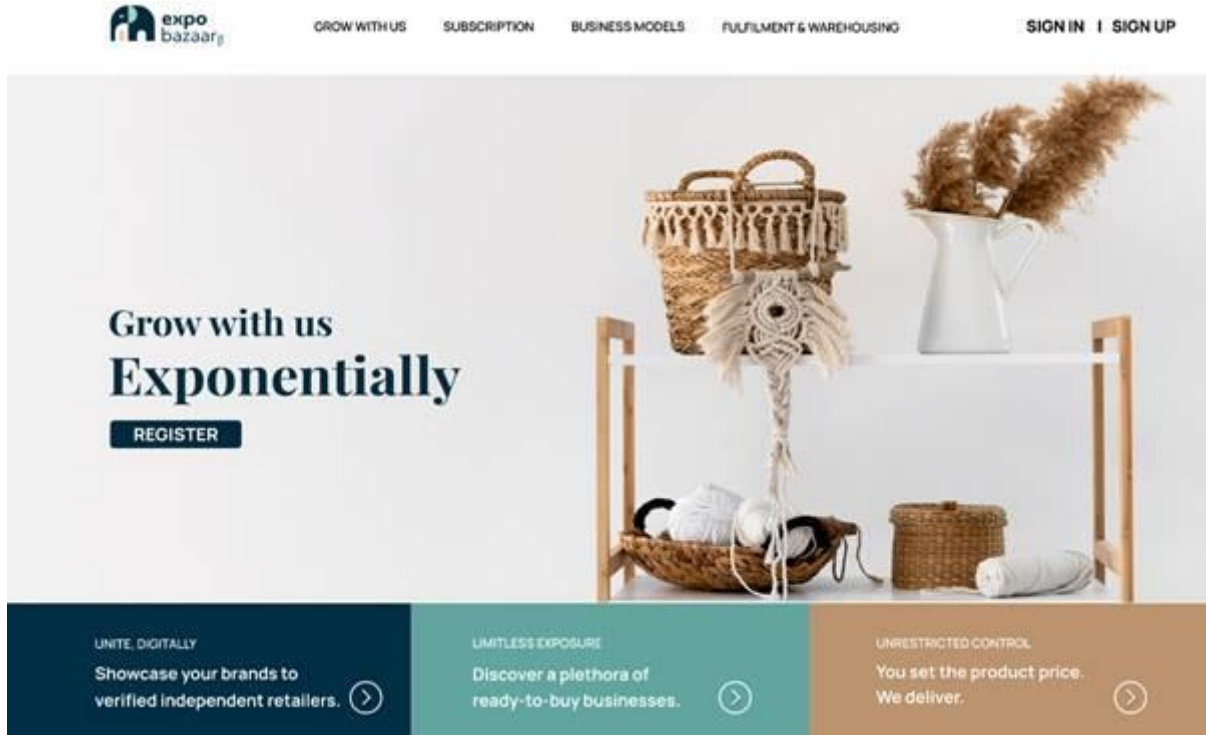 expo
bazaar β
GROW WITH US
SUBSCRIPTION
BUSINESS MODELS
FULFILMENT & WAREHOUSING
SIGN IN | SIGN UP
Grow with us
Exponentially
REGISTER
UNITE, DIGITALLY
Showcase your brands to
verified independent retailers.
LIMITLESS EXPOSURE
Discover a plethora of
ready-to-buy businesses.
UNRESTRICTED CONTROL
You set the product price.
We deliver.